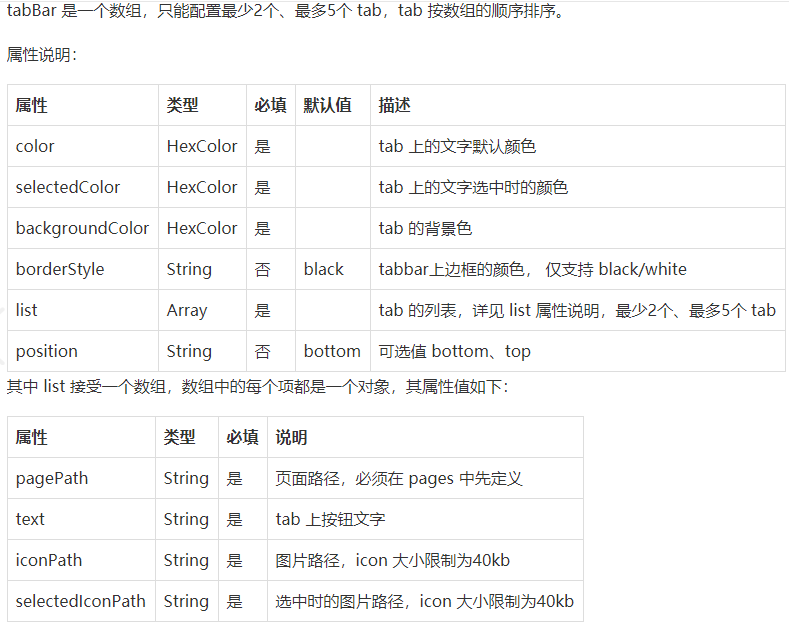 tabBar 是一个数组，只能配置最少2个、最多5个 tab，tab 按数组的顺序排序。
属性说明：
属性 类型 必填 默认值 描述
color HexColor 是 tab 上的文字默认颜色
selectedColor HexColor 是 tab 上的文字选中时的颜色
backgroundColor HexColor 是 tab 的背景色
borderStyle String 否 black tabbar上边框的颜色， 仅支持 black/white
list Array 是 tab 的列表，详见 list 属性说明，最少2个、最多5个 tab
position String 否 bottom 可选值 bottom、top
其中 list 接受一个数组，数组中的每个项都是一个对象，其属性值如下：
属性 类型 必填 说明
pagePath String 是 页面路径，必须在 pages 中先定义
text String 是 tab 上按钮文字
iconPath String 是 图片路径，icon 大小限制为40kb
selectedIconPath String 是 选中时的图片路径，icon 大小限制为40kb